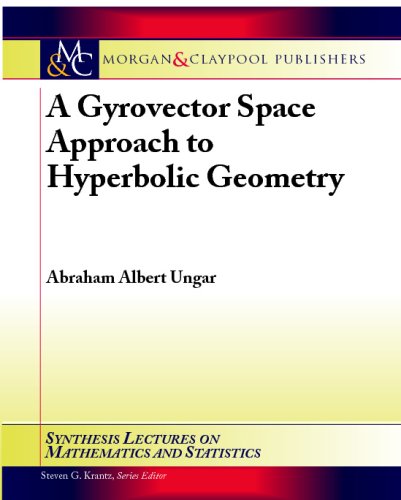 M
&C
MORGAN&CLAYPOOL PUBLISHERS
A Gyrovector Space
Approach to
Hyperbolic Geometry
Abraham Albert Ungar
SYNTHESIS LECTURES ON
MATHEMATICS AND STATISTICS
Steven G. Krantz, Series Editor